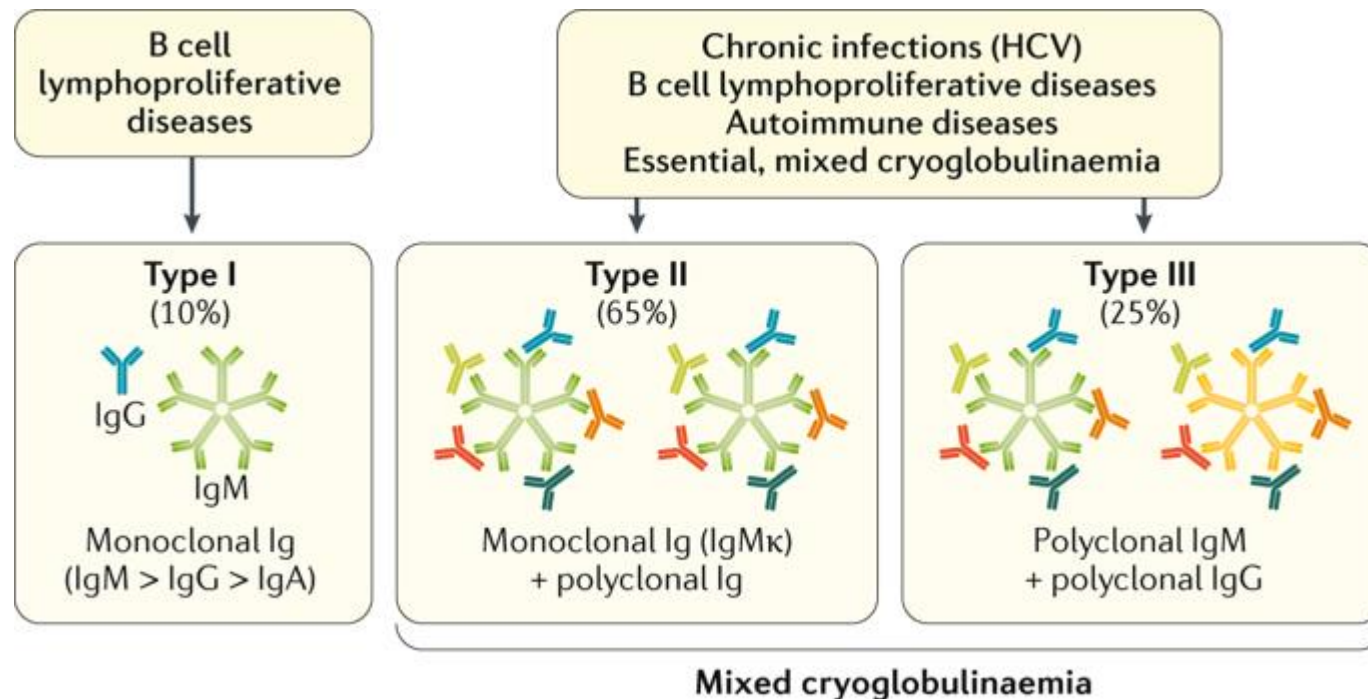 B cell
lymphoproliferative
diseases
Chronic infections (HCV)
B cell lymphoproliferative diseases
Autoimmune diseases
Essential, mixed cryoglobulinaemia
Type I
(10%)
IgG
IgM
Monoclonal Ig
(IgM > IgG > IgA)
Type II
(65%)
Monoclonal Ig (IgMκ)
+ polyclonal Ig
Type III
(25%)
Polyclonal IgM
+ polyclonal IgG
Mixed cryoglobulinaemia